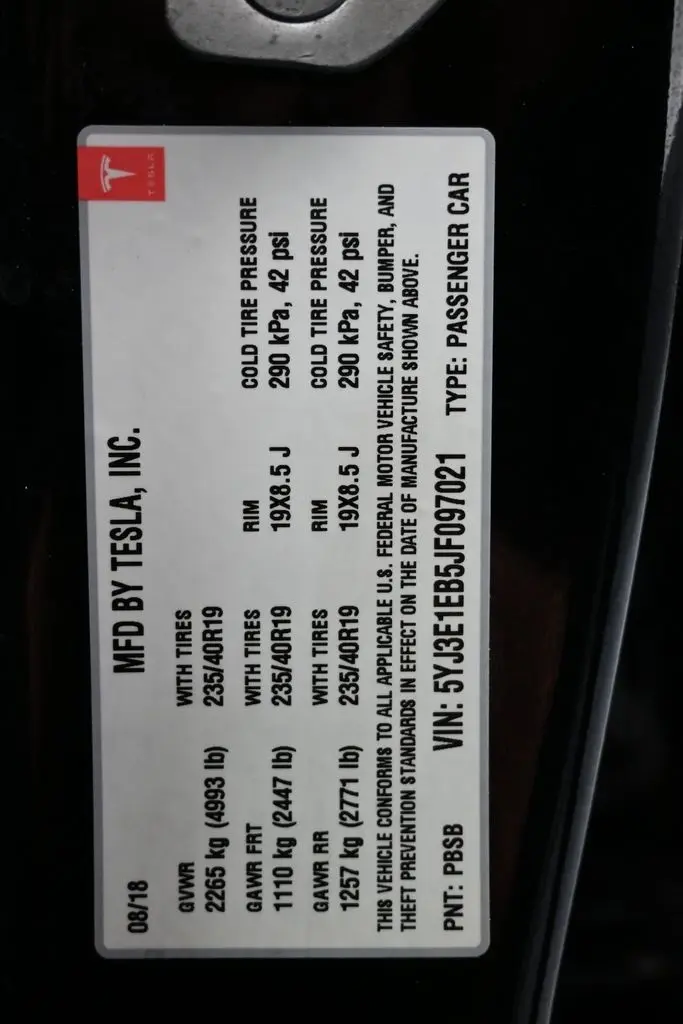 TESLA
08/18 MFD BY TESLA, INC.
GVWR WITH TIRES
2265 kg (4993 lb) 235/40R19
GAWR FRT WITH TIRES RIM COLD TIRE PRESSURE
1110 kg (2447 lb) 235/40R19 19X8.5 J 290 kPa, 42 psi
GAWR RR WITH TIRES RIM COLD TIRE PRESSURE
1257 kg (2771 lb) 235/40R19 19X8.5 J 290 kPa, 42 psi
THIS VEHICLE CONFORMS TO ALL APPLICABLE U.S. FEDERAL MOTOR VEHICLE SAFETY, BUMPER, AND
THEFT PREVENTION STANDARDS IN EFFECT ON THE DATE OF MANUFACTURE SHOWN ABOVE.
PNT: PBSB VIN: 5YJ3E1EB5JF097021 TYPE: PASSENGER CAR